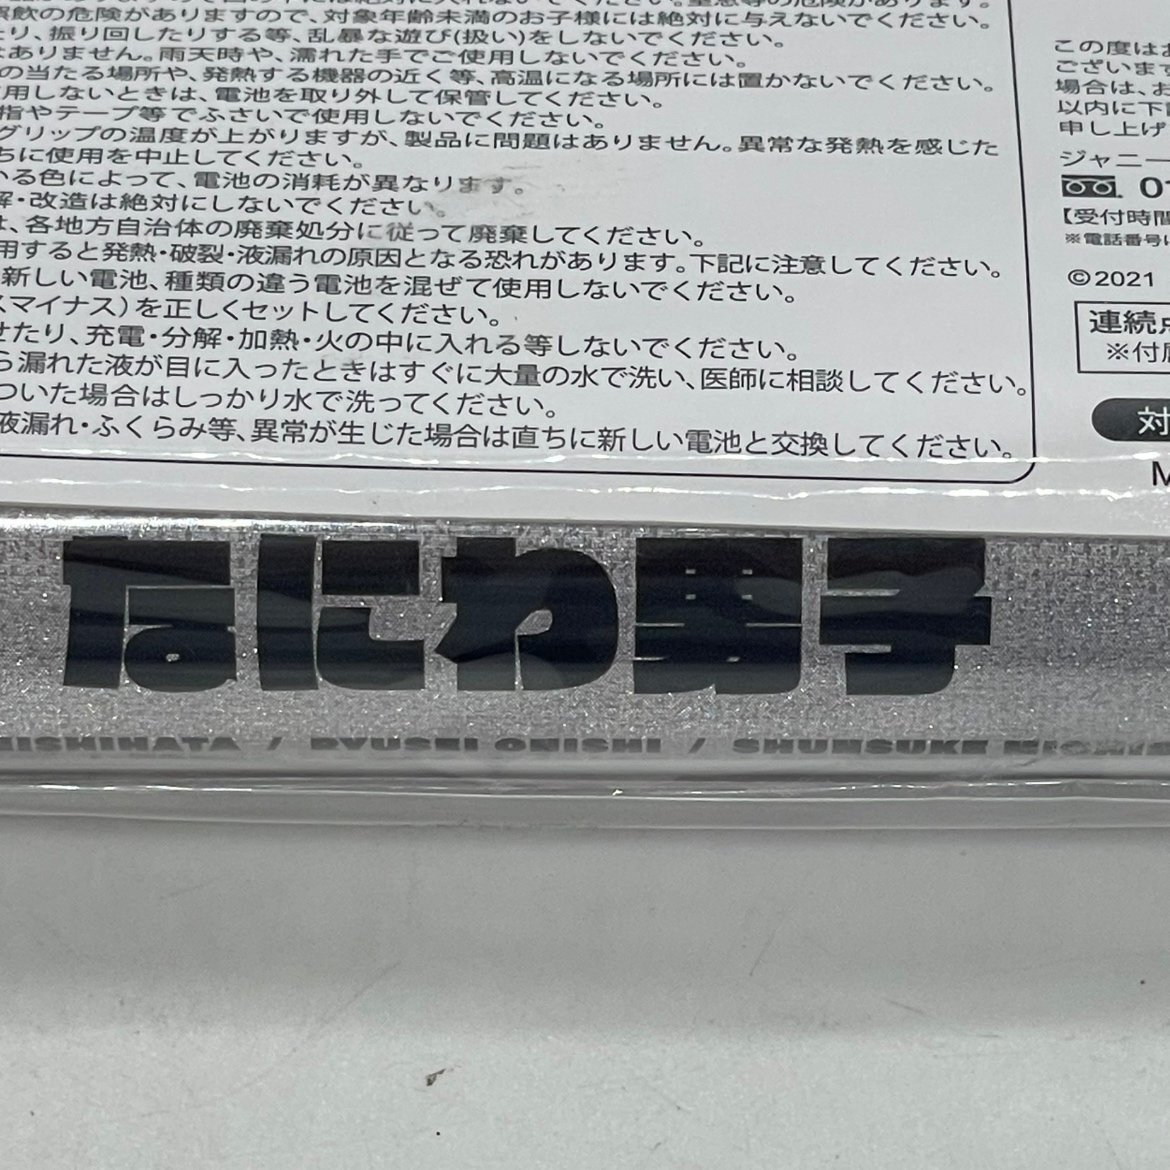 誤飲の危険がありますので、対象年齢未満のお子様には絶対に与えないでください。
たり、振り回したりする等、乱暴な遊び(扱い)をしないでください。
はありません。雨天時や、濡れた手でご使用しないでください。
の当たる場所や、発熱する機器の近く等、高温になる場所には置かないでください。
用しないときは、電池を取り外して保管してください。
指やテープ等でふさいで使用しないでください。
グリップの温度が上がりますが、製品に問題はありません。異常な発熱を感じた
ちに使用を中止してください。
いる色によって、電池の消耗が異なります。
解・改造は絶対にしないでください。
は、各地方自治体の廃棄処分に従って廃棄してください。
用すると発熱・破裂・液漏れの原因となる恐れがあります。下記に注意してください。
新しい電池、種類の違う電池を混ぜて使用しないでください。
スマイナス)を正しくセットしてください。
せたり、充電・分解・加熱・火の中に入れる等しないでください。
ら漏れた液が目に入ったときはすぐに大量の水で洗い、医師に相談してください。
ついた場合はしっかり水で洗ってください。
液漏れ・ふくらみ等、異常が生じた場合は直ちに新しい電池と交換してください。
この度はお
ございます
場合は、お
以内に下
申し上げ
ジャニー
01
【受付時間
※電話番号に
©2021
連続点
※付属
対
M
なにわ男子
NISHIHATA / RYUSEI ONISHI / SHUNSUKE MICHI